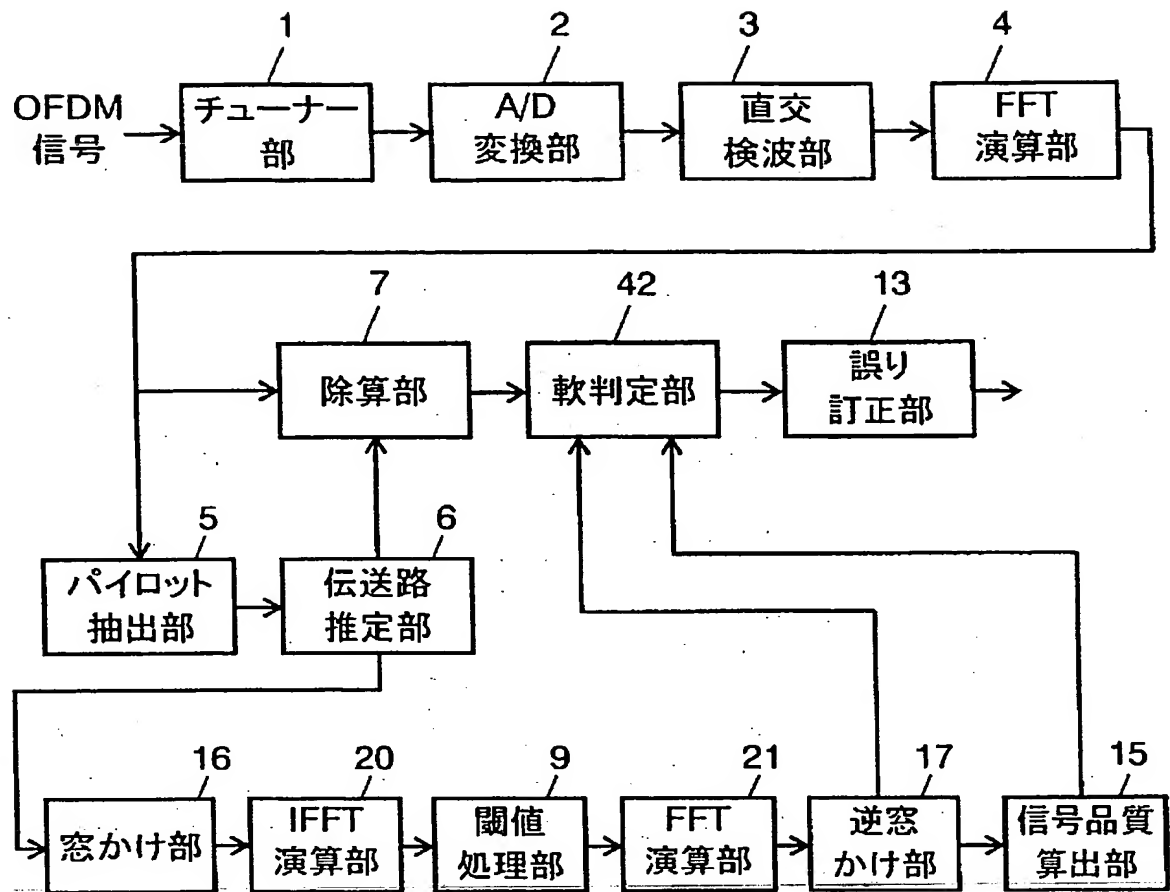 1
2
3
4
OFDM
信号
チューナー
部
A/D
変換部
直交
検波部
FFT
演算部
7
42
13
除算部
軟判定部
誤り
訂正部
5
6
パイロット
抽出部
伝送路
推定部
16
20
9
21
17
15
窓かけ部
IFFT
演算部
閾値
処理部
FFT
演算部
逆窓
かけ部
信号品質
算出部